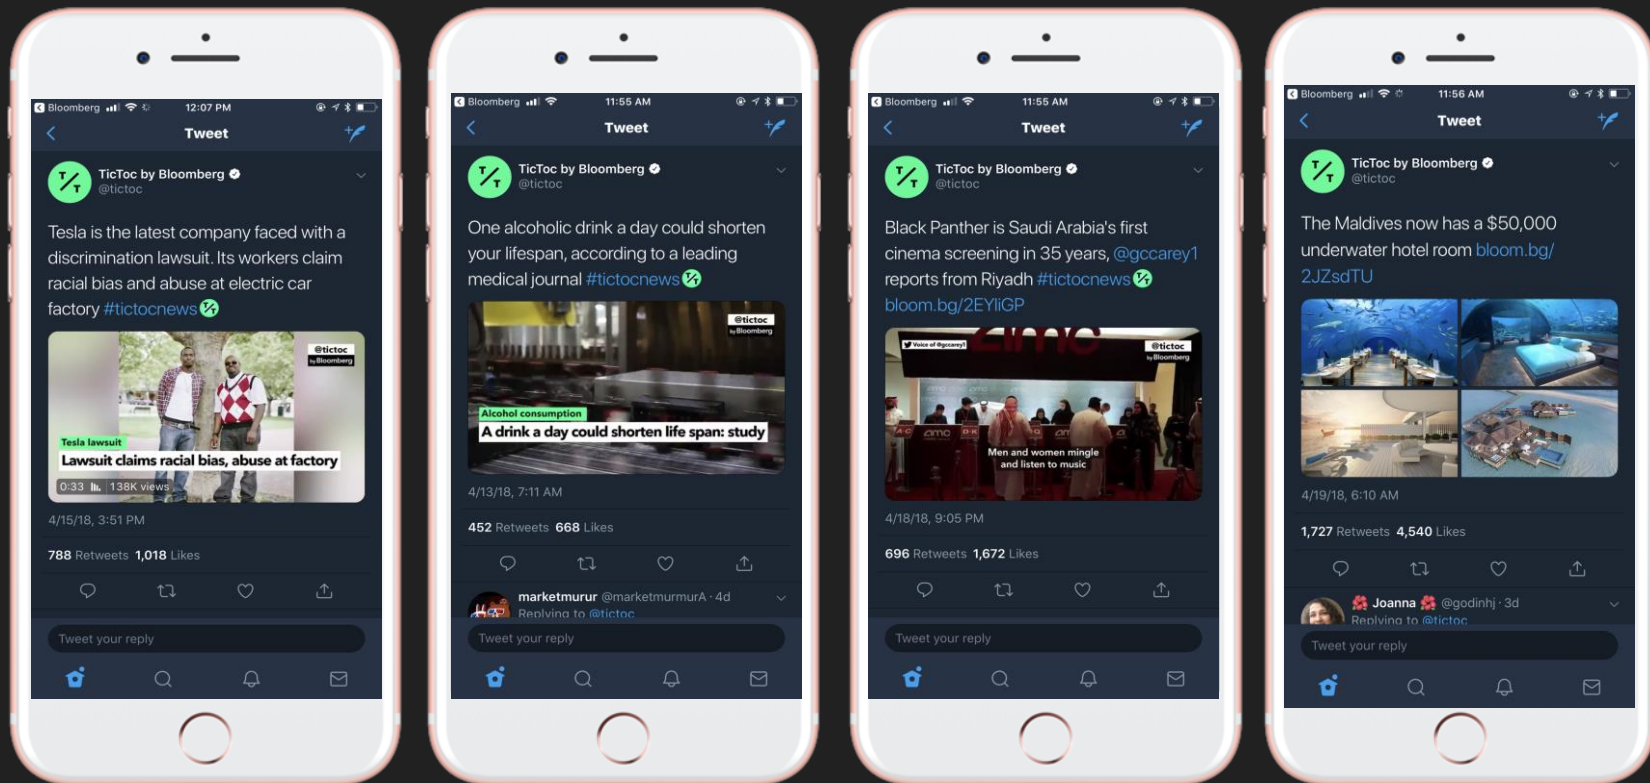 Bloomberg 12:07 PM
Tweet
TicToc by Bloomberg
@tictoc
Tesla is the latest company faced with a
discrimination lawsuit. Its workers claim
racial bias and abuse at electric car
factory #tictocnews
@tictoc
by Bloomberg
Tesla lawsuit
Lawsuit claims racial bias, abuse at factory
0:33 138K views
4/15/18, 3:51 PM
788 Retweets 1,018 Likes
Tweet your reply
Bloomberg 11:55 AM
Tweet
TicToc by Bloomberg
@tictoc
One alcoholic drink a day could shorten
your lifespan, according to a leading
medical journal #tictocnews
@tictoc
by Bloomberg
Alcohol consumption
A drink a day could shorten life span: study
4/13/18, 7:11 AM
452 Retweets 668 Likes
marketmurur @marketmurmurA · 4d
Replying to @tictoc
Tweet your reply
Bloomberg 11:55 AM
Tweet
TicToc by Bloomberg
@tictoc
Black Panther is Saudi Arabia's first
cinema screening in 35 years, @gccarey1
reports from Riyadh #tictocnews
bloom.bg/2EYliGP
Voice of @gccarey1
@tictoc
by Bloomberg
amc
Men and women mingle
and listen to music
4/18/18, 9:05 PM
696 Retweets 1,672 Likes
Tweet your reply
Bloomberg 11:56 AM
Tweet
TicToc by Bloomberg
@tictoc
The Maldives now has a $50,000
underwater hotel room bloom.bg/
2JZsdTU
4/19/18, 6:10 AM
1,727 Retweets 4,540 Likes
Joanna @godinhj · 3d
Replying to @tictoc
Tweet your reply